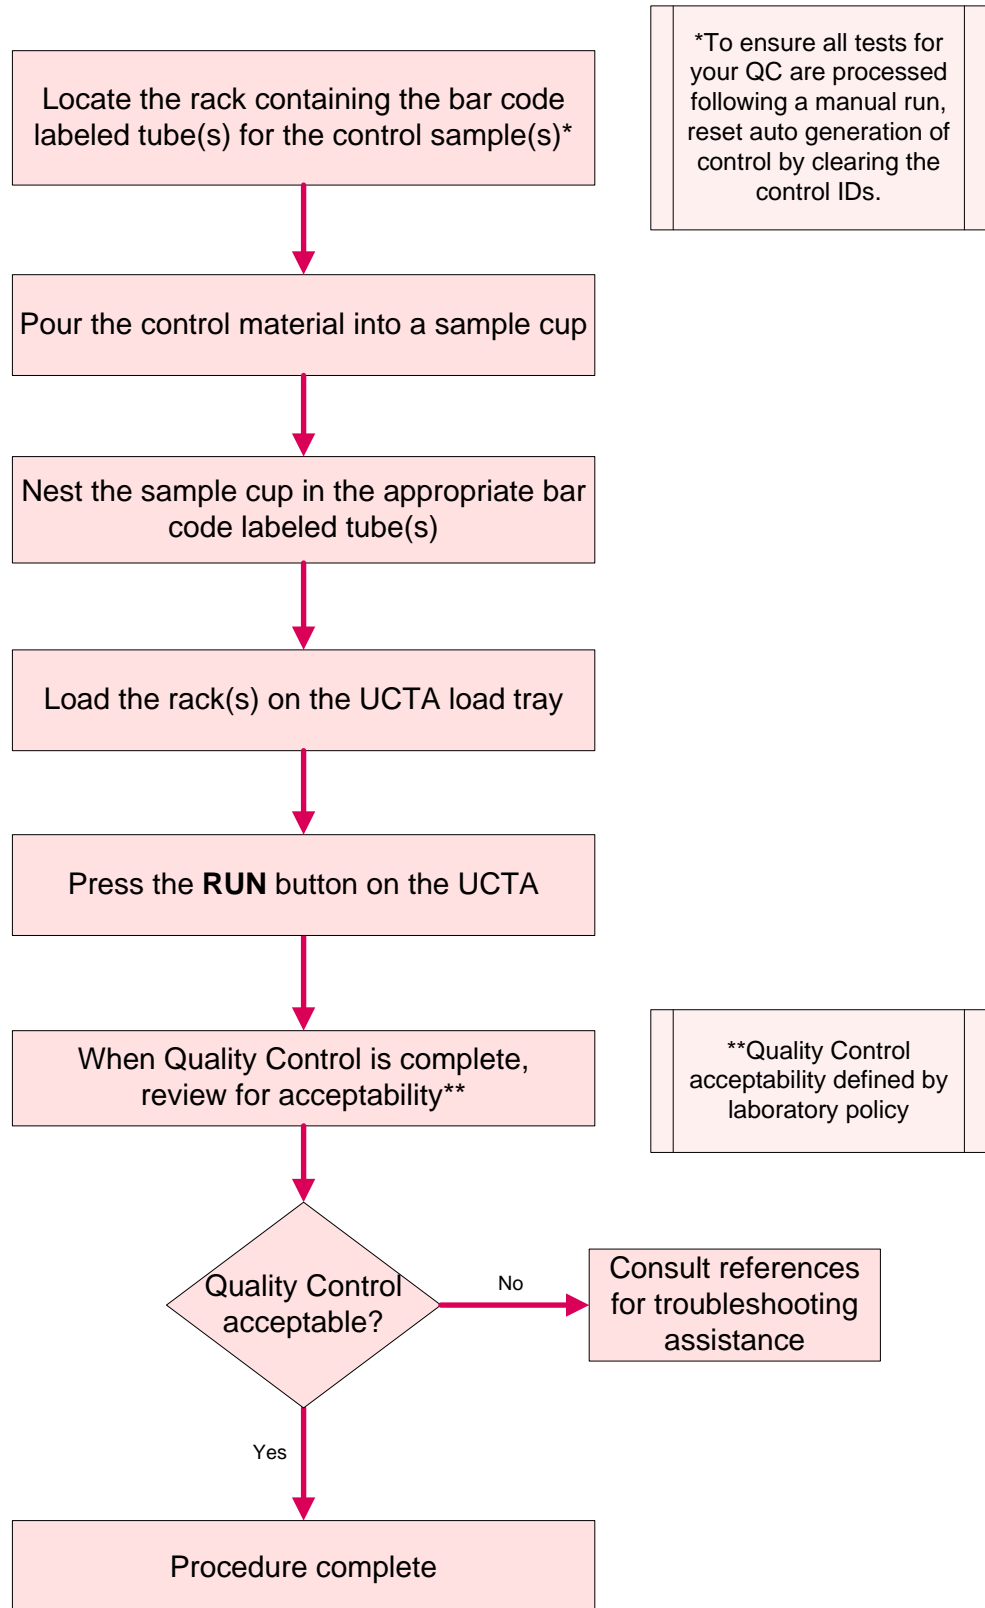 Locate the rack containing the bar code
labeled tube(s) for the control sample(s)*
*To ensure all tests for
your QC are processed
following a manual run,
reset auto generation of
control by clearing the
control IDs.
Pour the control material into a sample cup
Nest the sample cup in the appropriate bar
code labeled tube(s)
Load the rack(s) on the UCTA load tray
Press the RUN button on the UCTA
When Quality Control is complete,
review for acceptability**
**Quality Control
acceptability defined by
laboratory policy
Quality Control
acceptable?
No
Consult references
for troubleshooting
assistance
Yes
Procedure complete